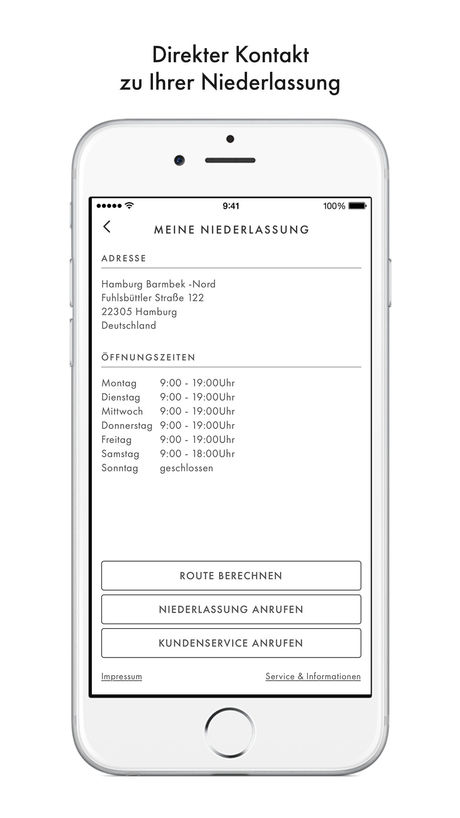 Direkter Kontakt
zu Ihrer Niederlassung
9:41
100%
MEINE NIEDERLASSUNG
ADRESSE
Hamburg Barmbek -Nord
Fuhlsbüttler Straße 122
22305 Hamburg
Deutschland
ÖFFNUNGSZEITEN
Montag 9:00 - 19:00Uhr
Dienstag 9:00 - 19:00Uhr
Mittwoch 9:00 - 19:00Uhr
Donnerstag 9:00 - 19:00Uhr
Freitag 9:00 - 19:00Uhr
Samstag 9:00 - 18:00Uhr
Sonntag geschlossen
ROUTE BERECHNEN
NIEDERLASSUNG ANRUFEN
KUNDENSERVICE ANRUFEN
Impressum Service & Informationen